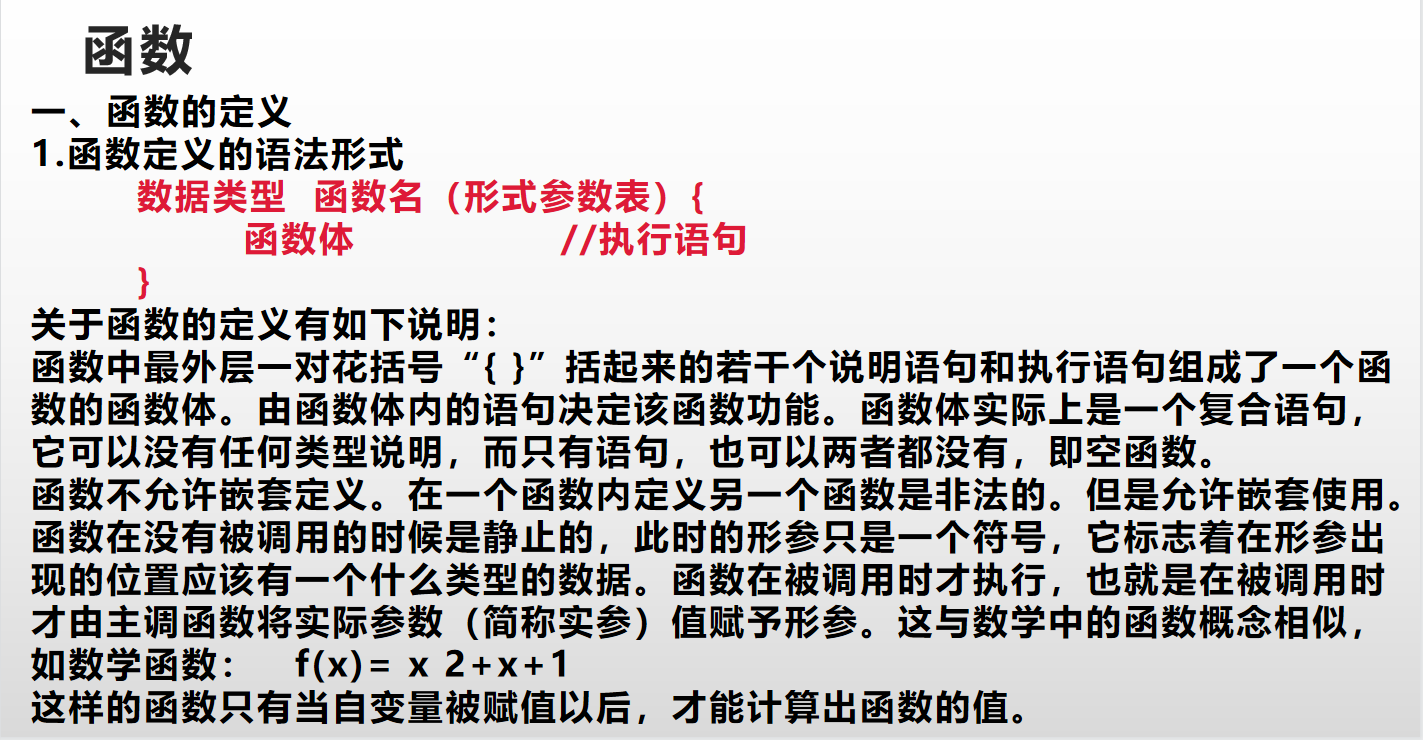 函数
一、函数的定义
1.函数定义的语法形式
数据类型 函数名（形式参数表）{
函数体 //执行语句
}
关于函数的定义有如下说明：
函数中最外层一对花括号“{ }”括起来的若干个说明语句和执行语句组成了一个函
数的函数体。由函数体内的语句决定该函数功能。函数体实际上是一个复合语句，
它可以没有任何类型说明，而只有语句，也可以两者都没有，即空函数。
函数不允许嵌套定义。在一个函数内定义另一个函数是非法的。但是允许嵌套使用。
函数在没有被调用的时候是静止的，此时的形参只是一个符号，它标志着在形参出
现的位置应该有一个什么类型的数据。函数在被调用时才执行，也就是在被调用时
才由主调函数将实际参数（简称实参）值赋予形参。这与数学中的函数概念相似，
如数学函数： f(x)= x 2+x+1
这样的函数只有当自变量被赋值以后，才能计算出函数的值。